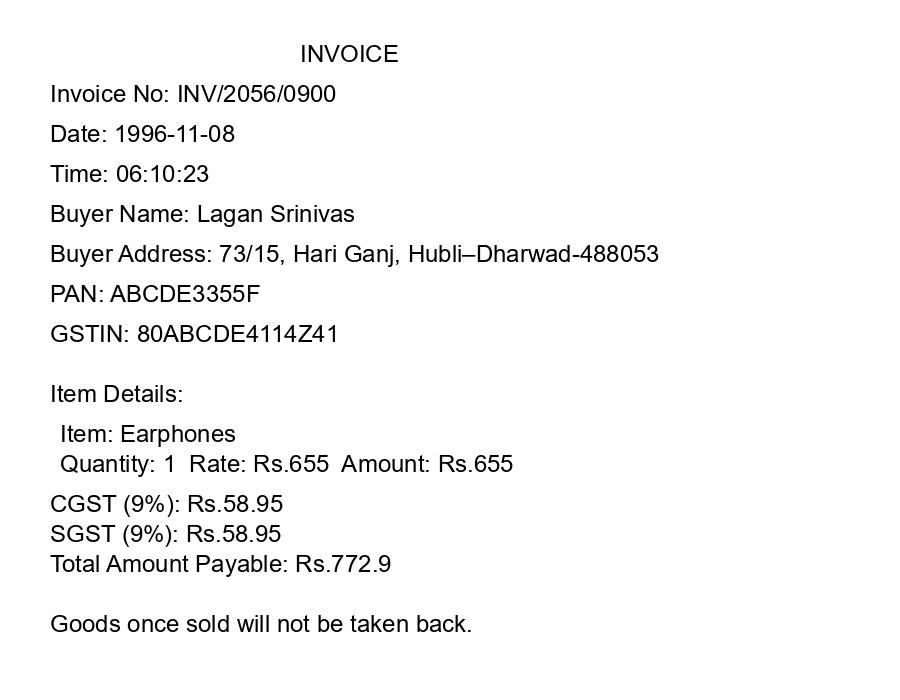 INVOICE
Invoice No: INV/2056/0900
Date: 1996-11-08
Time: 06:10:23
Buyer Name: Lagan Srinivas
Buyer Address: 73/15, Hari Ganj, Hubli–Dharwad-488053
PAN: ABCDE3355F
GSTIN: 80ABCDE4114Z41
Item Details:
Item: Earphones
Quantity: 1 Rate: Rs.655 Amount: Rs.655
CGST (9%): Rs.58.95
SGST (9%): Rs.58.95
Total Amount Payable: Rs.772.9
Goods once sold will not be taken back.